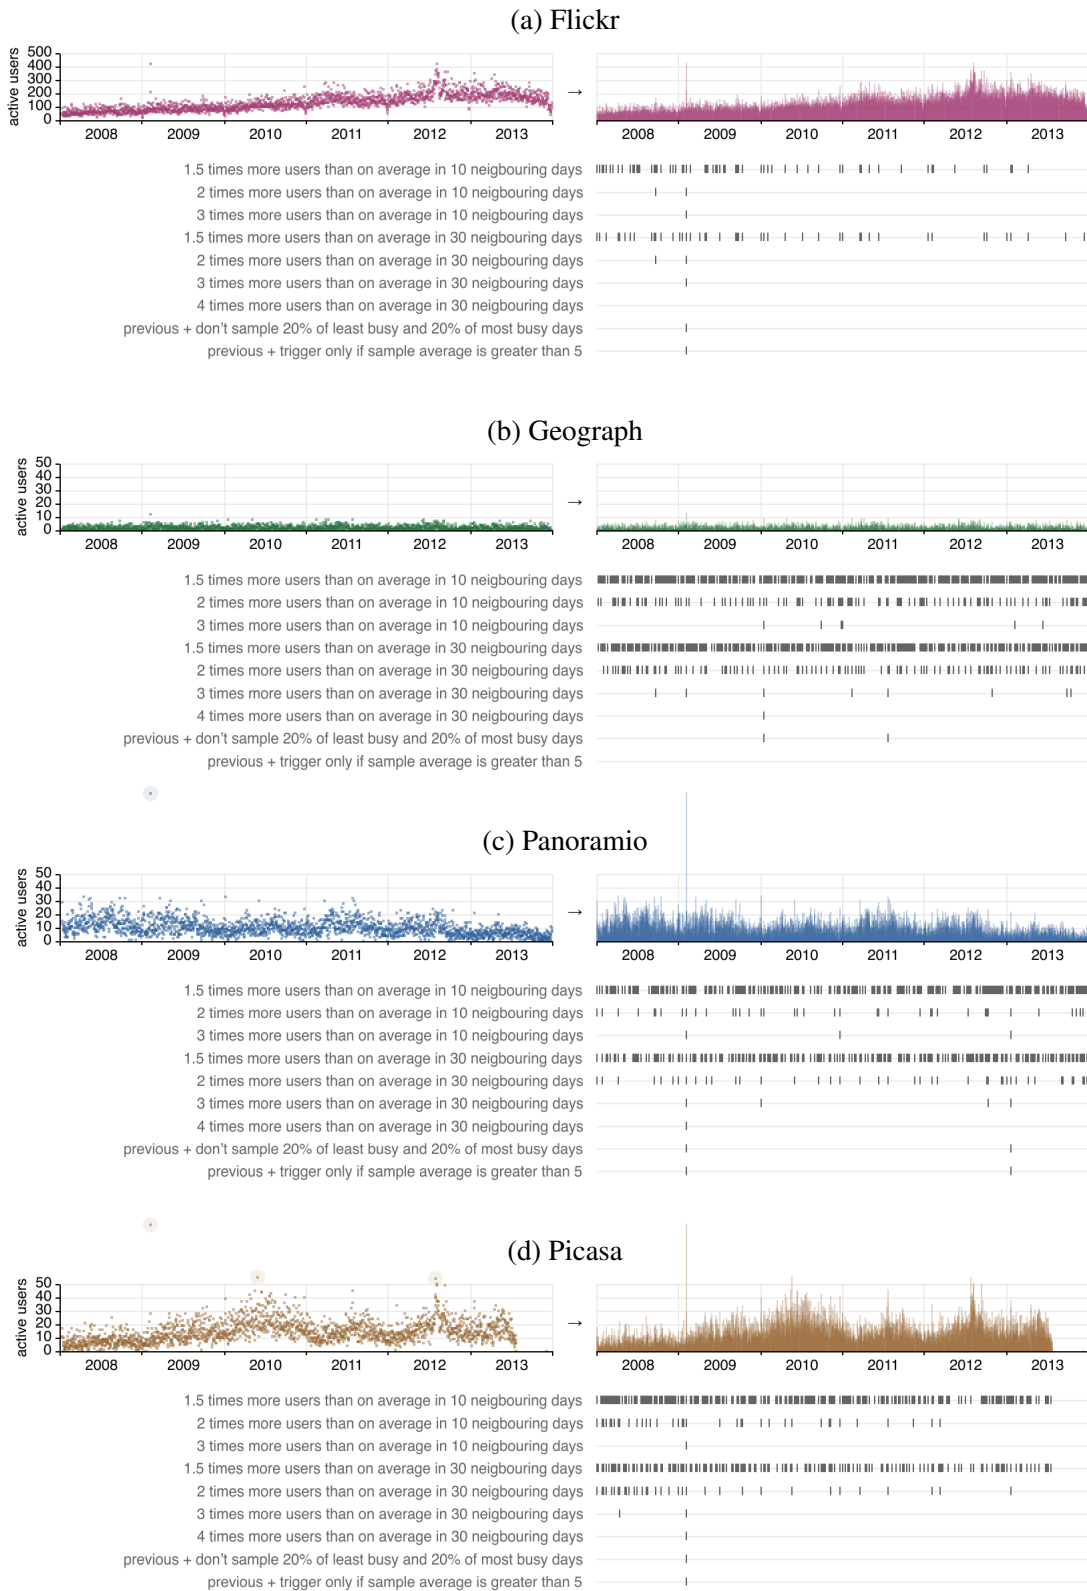 (a) Flickr
active users
500
400
300
200
100
0
2008 2009 2010 2011 2012 2013
→
2008 2009 2010 2011 2012 2013
1.5 times more users than on average in 10 neigbouring days
2 times more users than on average in 10 neigbouring days
3 times more users than on average in 10 neigbouring days
1.5 times more users than on average in 30 neigbouring days
2 times more users than on average in 30 neigbouring days
3 times more users than on average in 30 neigbouring days
4 times more users than on average in 30 neigbouring days
previous + don't sample 20% of least busy and 20% of most busy days
previous + trigger only if sample average is greater than 5
(b) Geograph
active users
50
40
30
20
10
0
2008 2009 2010 2011 2012 2013
→
2008 2009 2010 2011 2012 2013
1.5 times more users than on average in 10 neigbouring days
2 times more users than on average in 10 neigbouring days
3 times more users than on average in 10 neigbouring days
1.5 times more users than on average in 30 neigbouring days
2 times more users than on average in 30 neigbouring days
3 times more users than on average in 30 neigbouring days
4 times more users than on average in 30 neigbouring days
previous + don't sample 20% of least busy and 20% of most busy days
previous + trigger only if sample average is greater than 5
(c) Panoramio
active users
50
40
30
20
10
0
2008 2009 2010 2011 2012 2013
→
2008 2009 2010 2011 2012 2013
1.5 times more users than on average in 10 neigbouring days
2 times more users than on average in 10 neigbouring days
3 times more users than on average in 10 neigbouring days
1.5 times more users than on average in 30 neigbouring days
2 times more users than on average in 30 neigbouring days
3 times more users than on average in 30 neigbouring days
4 times more users than on average in 30 neigbouring days
previous + don't sample 20% of least busy and 20% of most busy days
previous + trigger only if sample average is greater than 5
(d) Picasa
active users
50
40
30
20
10
0
2008 2009 2010 2011 2012 2013
→
2008 2009 2010 2011 2012 2013
1.5 times more users than on average in 10 neigbouring days
2 times more users than on average in 10 neigbouring days
3 times more users than on average in 10 neigbouring days
1.5 times more users than on average in 30 neigbouring days
2 times more users than on average in 30 neigbouring days
3 times more users than on average in 30 neigbouring days
4 times more users than on average in 30 neigbouring days
previous + don't sample 20% of least busy and 20% of most busy days
previous + trigger only if sample average is greater than 5